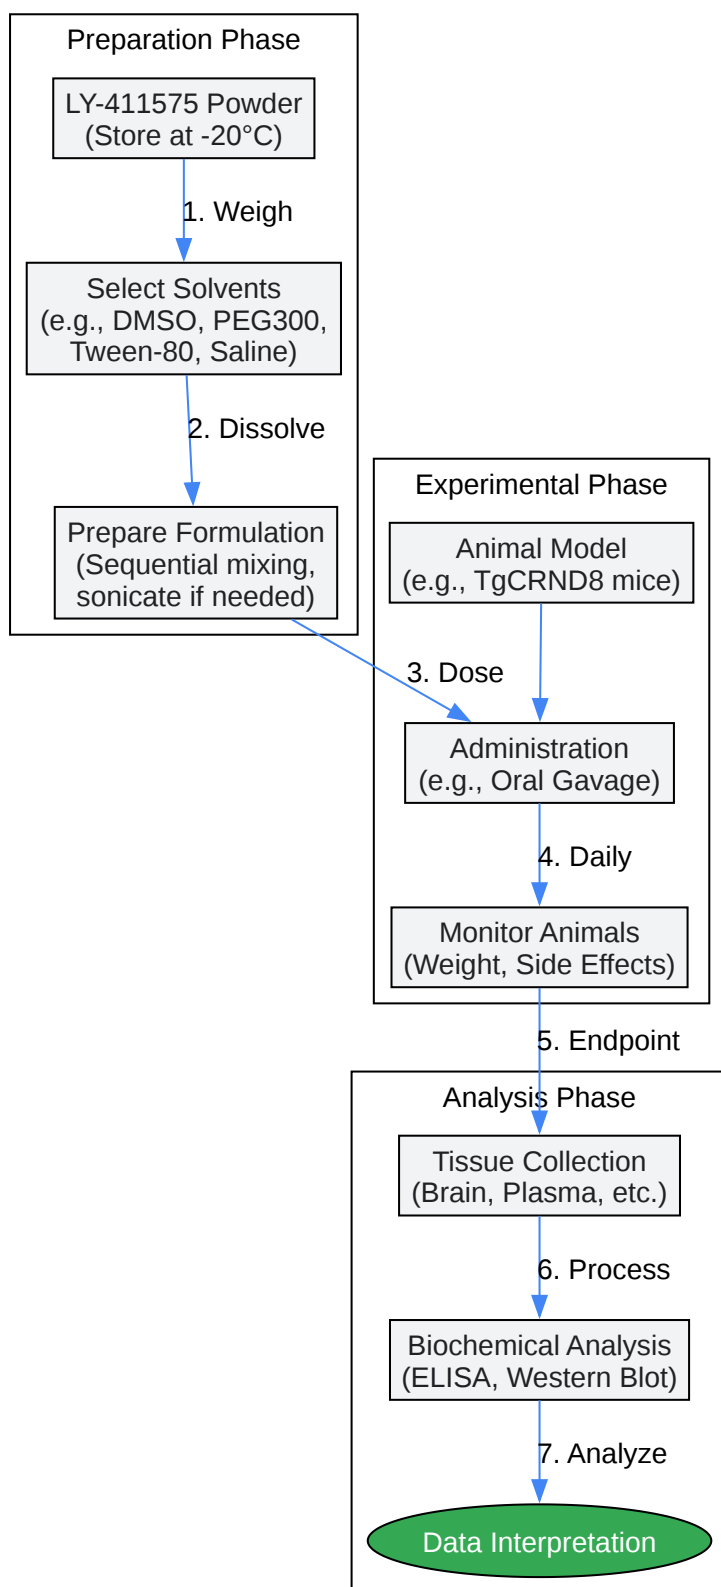 Preparation Phase
LY-411575 Powder
(Store at -20°C)
1. Weigh
Select Solvents
(e.g., DMSO, PEG300,
Tween-80, Saline)
2. Dissolve
Prepare Formulation
(Sequential mixing,
sonicate if needed)
Experimental Phase
Animal Model
(e.g., TgCRND8 mice)
3. Dose
Administration
(e.g., Oral Gavage)
4. Daily
Monitor Animals
(Weight, Side Effects)
5. Endpoint
Analysis Phase
Tissue Collection
(Brain, Plasma, etc.)
6. Process
Biochemical Analysis
(ELISA, Western Blot)
7. Analyze
Data Interpretation